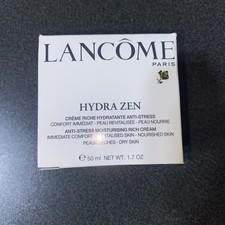 LANCÔME
PARIS
HYDRA ZEN
CRÈME RICHE HYDRATANTE ANTI-STRESS
CONFORT IMMÉDIAT - PEAU REVITALISÉE - PEAU NOURRIE
ANTI-STRESS MOISTURISING RICH CREAM
IMMEDIATE COMFORT - REVITALISED SKIN - NOURISHED SKIN
PEAUX SÈCHES - DRY SKIN
50 ml NET WT. 1.7 OZ.